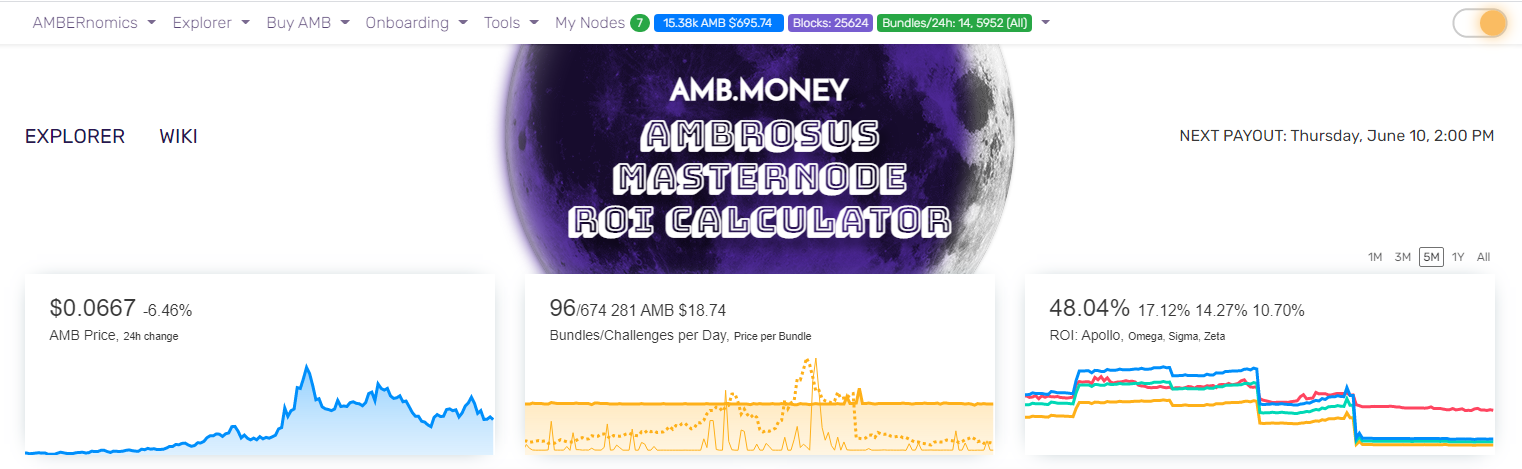 AMBERnomics Explorer Buy AMB Onboarding Tools My Nodes 7 15.38k AMB $695.74 Blocks: 25624 Bundles/24h: 14, 5952 (All)
AMB.MONEY
AMBROSUS
MASTERNODE
ROI CALCULATOR
EXPLORER WIKI
NEXT PAYOUT: Thursday, June 10, 2:00 PM
1M 3M 5M 1Y All
$0.0667 -6.46%
AMB Price, 24h change
96/674 281 AMB $18.74
Bundles/Challenges per Day, Price per Bundle
48.04% 17.12% 14.27% 10.70%
ROI: Apollo, Omega, Sigma, Zeta